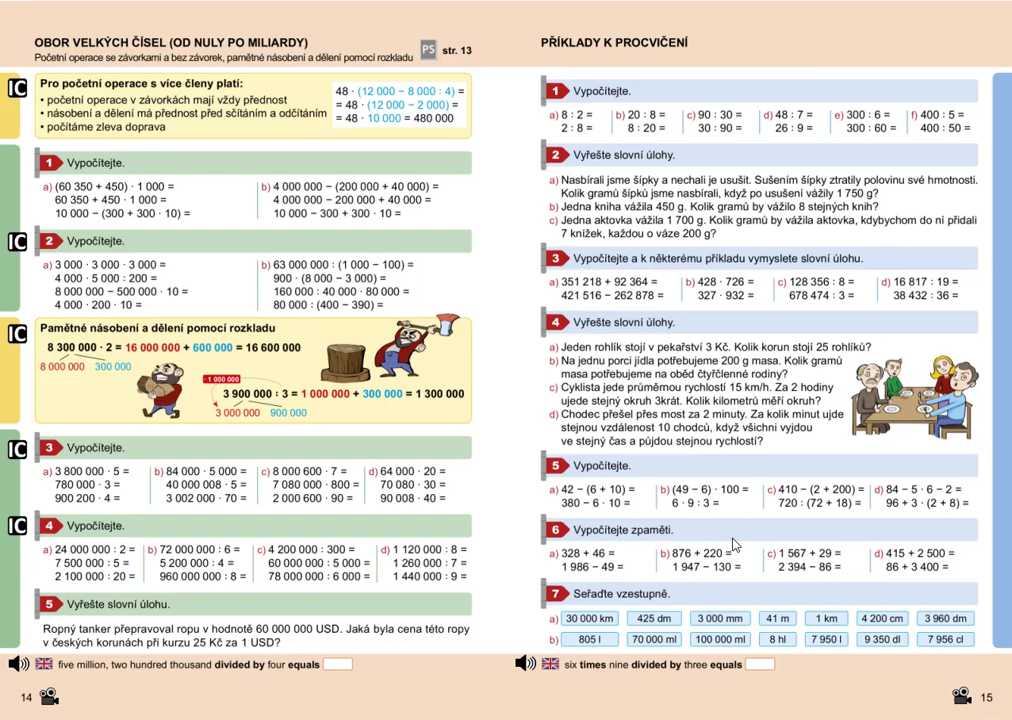 OBOR VELKÝCH ČÍSEL (OD NULY PO MILIARDY)
Početní operace se závorkami a bez závorek, pamětné násobení a dělení pomocí rozkladu
PS str. 13
IC
Pro početní operace s více členy platí:
• početní operace v závorkách mají vždy přednost
• násobení a dělení má přednost před sčítáním a odčítáním
• počítáme zleva doprava
48 · (12 000 − 8 000 : 4) =
= 48 · (12 000 − 2 000) =
= 48 · 10 000 = 480 000
1 Vypočítejte.
a) (60 350 + 450) · 1 000 =
60 350 + 450 · 1 000 =
10 000 − (300 + 300 · 10) =
b) 4 000 000 − (200 000 + 40 000) =
4 000 000 − 200 000 + 40 000 =
10 000 − 300 + 300 · 10 =
IC
2 Vypočítejte.
a) 3 000 · 3 000 · 3 000 =
4 000 · 5 000 : 200 =
8 000 000 − 500 000 · 10 =
4 000 · 200 · 10 =
b) 63 000 000 : (1 000 − 100) =
900 · (8 000 − 3 000) =
160 000 : 40 000 · 80 000 =
80 000 : (400 − 390) =
IC
Pamětné násobení a dělení pomocí rozkladu
8 300 000 · 2 = 16 000 000 + 600 000 = 16 600 000
8 000 000 300 000
· 1 000 000
3 900 000 : 3 = 1 000 000 + 300 000 = 1 300 000
3 000 000 900 000
IC
3 Vypočítejte.
a) 3 800 000 · 5 =
780 000 · 3 =
900 200 · 4 =
b) 84 000 · 5 000 =
40 000 008 · 5 =
3 002 000 · 70 =
c) 8 000 600 · 7 =
7 080 000 · 800 =
2 000 600 · 90 =
d) 64 000 · 20 =
70 080 · 30 =
90 008 · 40 =
IC
4 Vypočítejte.
a) 24 000 000 : 2 =
7 500 000 : 5 =
2 100 000 : 20 =
b) 72 000 000 : 6 =
5 200 000 : 4 =
960 000 000 : 8 =
c) 4 200 000 : 300 =
60 000 000 : 5 000 =
78 000 000 : 6 000 =
d) 1 120 000 : 8 =
1 260 000 : 7 =
1 440 000 : 9 =
5 Vyřešte slovní úlohu.
Ropný tanker přepravoval ropu v hodnotě 60 000 000 USD. Jaká byla cena této ropy
v českých korunách při kurzu 25 Kč za 1 USD?
five million, two hundred thousand divided by four equals
14
PŘÍKLADY K PROCVIČENÍ
1 Vypočítejte.
a) 8 : 2 =
2 : 8 =
b) 20 : 8 =
8 : 20 =
c) 90 : 30 =
30 : 90 =
d) 48 : 7 =
26 : 9 =
e) 300 : 6 =
300 : 60 =
f) 400 : 5 =
400 : 50 =
2 Vyřešte slovní úlohy.
a) Nasbírali jsme šípky a nechali je usušit. Sušením šípky ztratily polovinu své hmotnosti.
Kolik gramů šípků jsme nasbírali, když po usušení vážily 1 750 g?
b) Jedna kniha vážila 450 g. Kolik gramů by vážilo 8 stejných knih?
c) Jedna aktovka vážila 1 700 g. Kolik gramů by vážila aktovka, kdybychom do ní přidali
7 knížek, každou o váze 200 g?
3 Vypočítejte a k některému příkladu vymyslete slovní úlohu.
a) 351 218 + 92 364 =
421 516 − 262 878 =
b) 428 · 726 =
327 · 932 =
c) 128 356 : 8 =
678 474 : 3 =
d) 16 817 : 19 =
38 432 : 36 =
4 Vyřešte slovní úlohy.
a) Jeden rohlík stojí v pekařství 3 Kč. Kolik korun stojí 25 rohlíků?
b) Na jednu porci jídla potřebujeme 200 g masa. Kolik gramů
masa potřebujeme na oběd čtyřčlenné rodiny?
c) Cyklista jede průměrnou rychlostí 15 km/h. Za 2 hodiny
ujede stejný okruh 3krát. Kolik kilometrů měří okruh?
d) Chodec přešel přes most za 2 minuty. Za kolik minut ujde
stejnou vzdálenost 10 chodců, když všichni vyjdou
ve stejný čas a půjdou stejnou rychlostí?
5 Vypočítejte.
a) 42 − (6 + 10) =
380 − 6 · 10 =
b) (49 − 6) · 100 =
6 · 9 : 3 =
c) 410 − (2 + 200) =
720 : (72 + 18) =
d) 84 − 5 · 6 − 2 =
96 + 3 · (2 + 8) =
6 Vypočítejte zpaměti.
a) 328 + 46 =
1 986 − 49 =
b) 876 + 220 =
1 947 − 130 =
c) 1 567 + 29 =
2 394 − 86 =
d) 415 + 2 500 =
86 + 3 400 =
7 Seřaďte vzestupně.
a) 30 000 km 425 dm 3 000 mm 41 m 1 km 4 200 cm 3 960 dm
b) 805 l 70 000 ml 100 000 ml 8 hl 7 950 l 9 350 dl 7 956 cl
six times nine divided by three equals
15